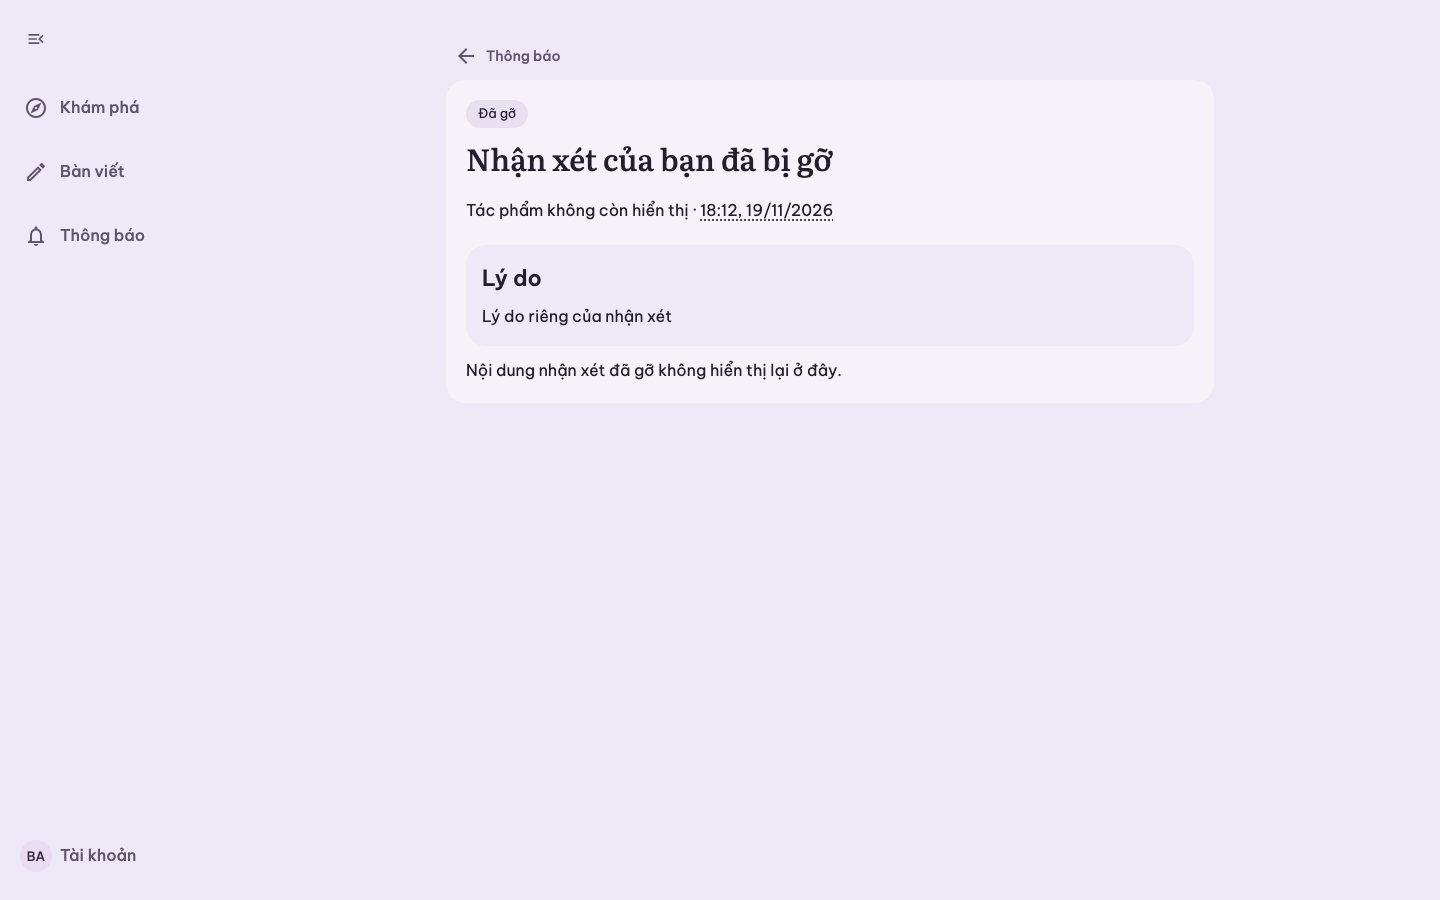 Thông báo
Khám phá
Đã gỡ
Nhận xét của bạn đã bị gỡ
Bàn viết
Tác phẩm không còn hiển thị · 18:12, 19/11/2026
Thông báo
Lý do
Lý do riêng của nhận xét
Nội dung nhận xét đã gỡ không hiển thị lại ở đây.
BA Tài khoản